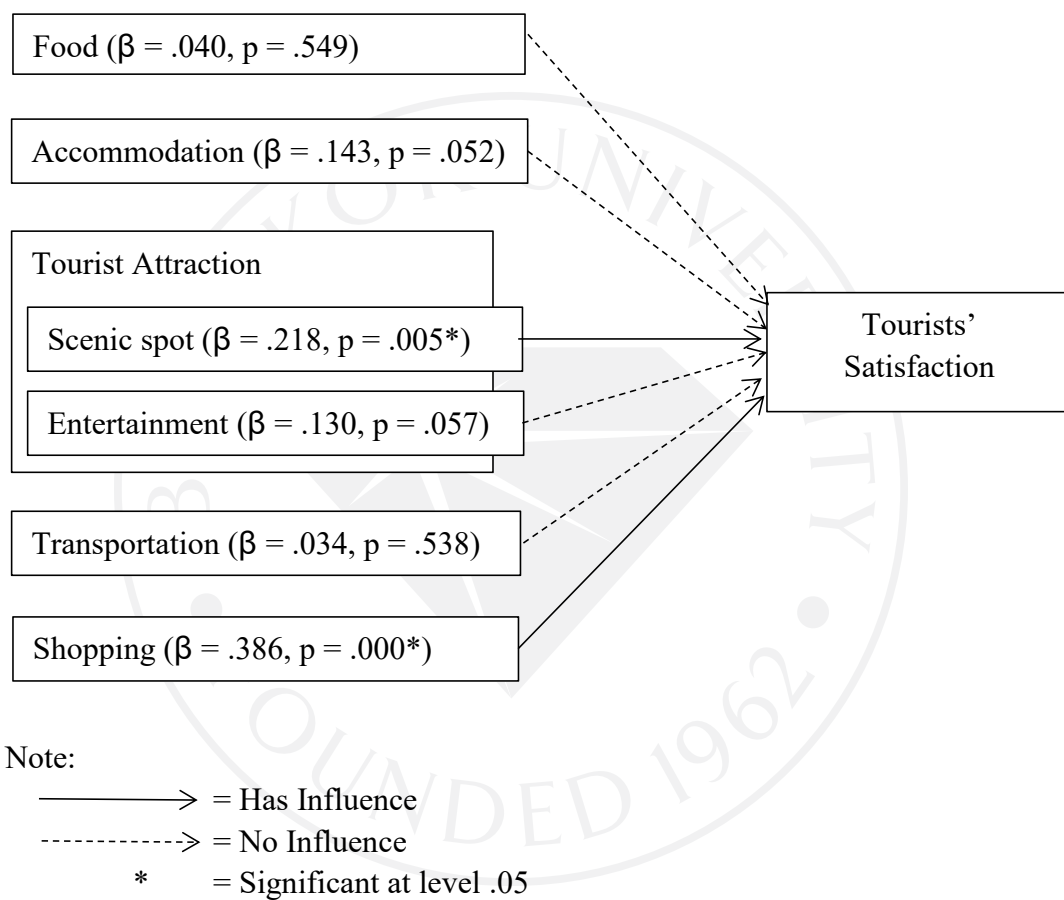 Food (β = .040, p = .549)
Accommodation (β = .143, p = .052)
Tourist Attraction
Scenic spot (β = .218, p = .005*)
Entertainment (β = .130, p = .057)
Transportation (β = .034, p = .538)
Shopping (β = .386, p = .000*)
Tourists’
Satisfaction
Note:
= Has Influence
= No Influence
* = Significant at level .05